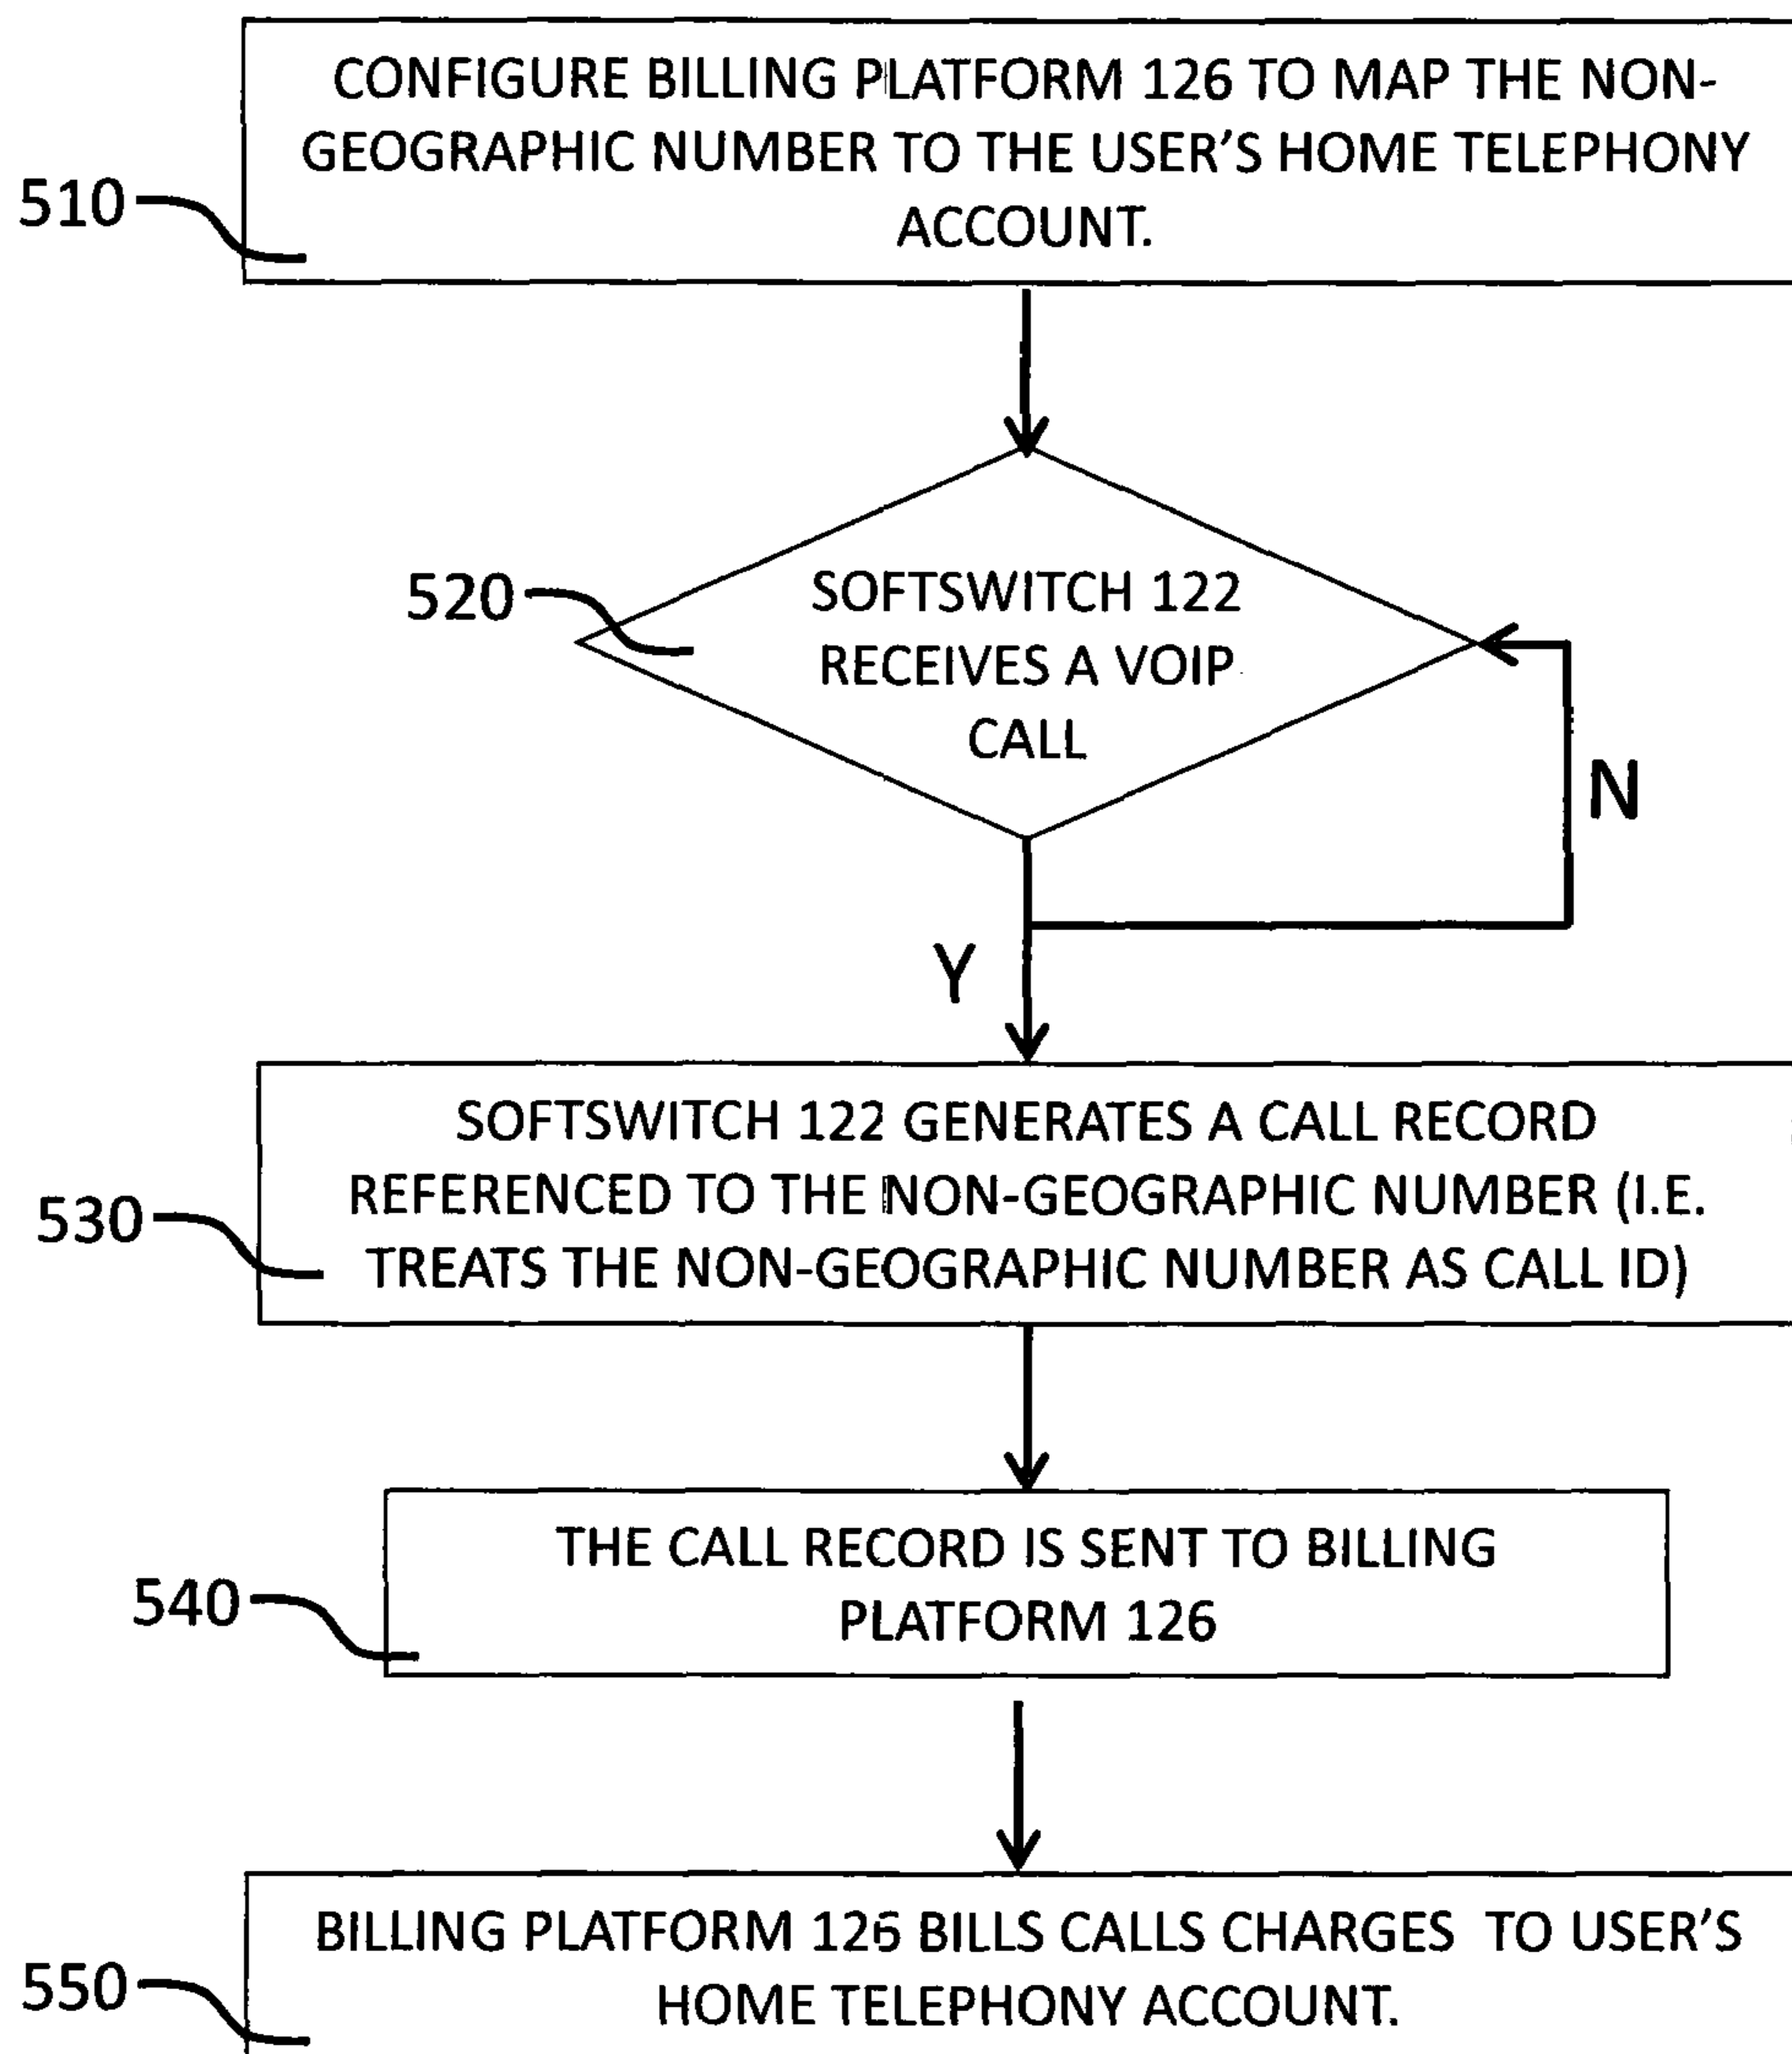 CONFIGURE BILLING PLATFORM 126 TO MAP THE NON-
GEOGRAPHIC NUMBER TO THE USER'S HOME TELEPHONY
ACCOUNT.
510
520
SOFTSWITCH 122
RECEIVES A VOIP
CALL
N
Y
SOFTSWITCH 122 GENERATES A CALL RECORD
REFERENCED TO THE NON-GEOGRAPHIC NUMBER (I.E.
TREATS THE NON-GEOGRAPHIC NUMBER AS CALL ID)
530
THE CALL RECORD IS SENT TO BILLING
PLATFORM 126
540
BILLING PLATFORM 126 BILLS CALLS CHARGES TO USER'S
HOME TELEPHONY ACCOUNT.
550